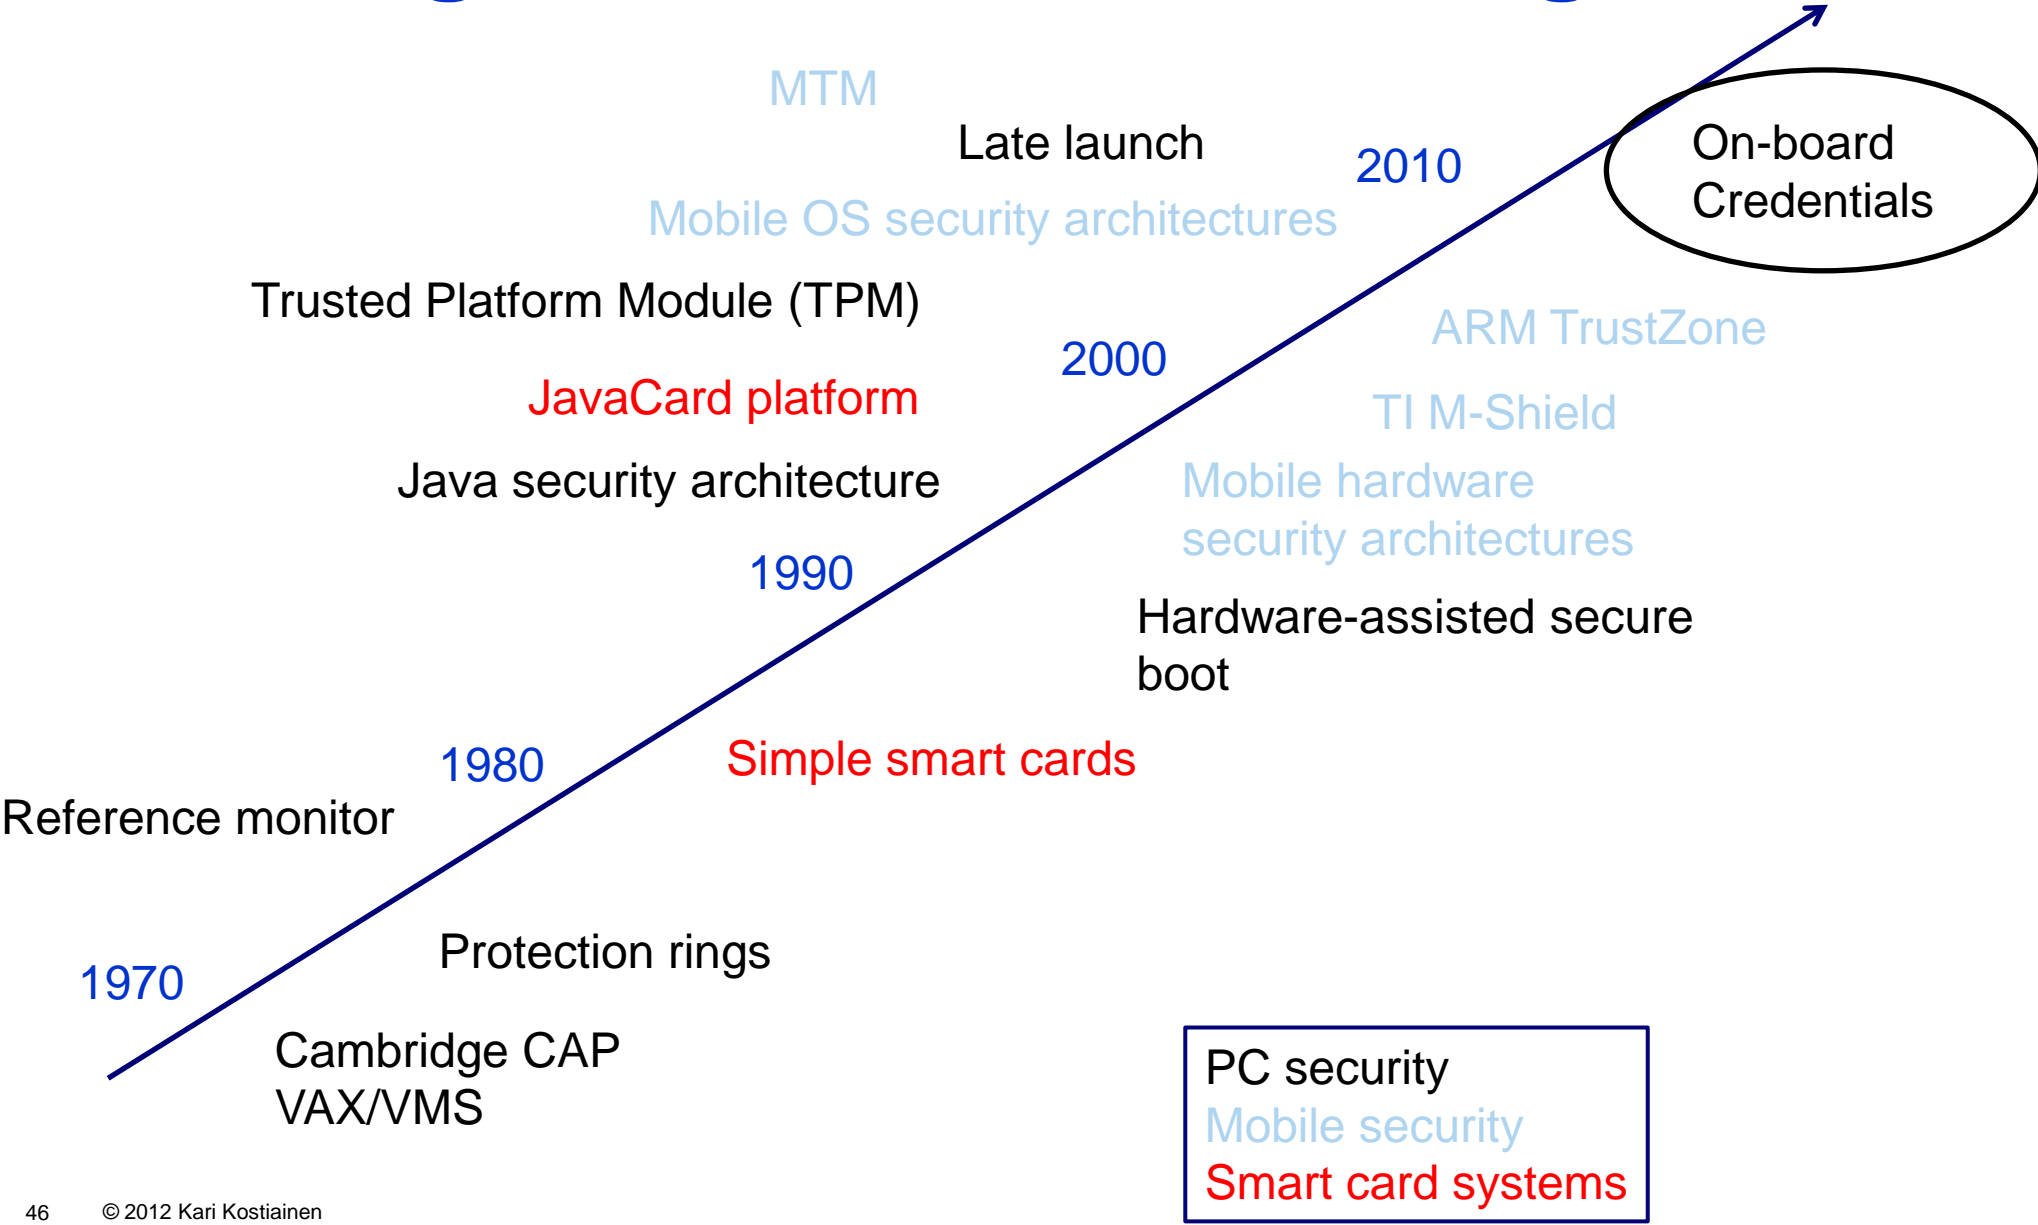 MTM
Late launch
On-board
Credentials
2010
Mobile OS security architectures
Trusted Platform Module (TPM)
ARM TrustZone
2000
JavaCard platform
TI M-Shield
Java security architecture
Mobile hardware
security architectures
1990
Hardware-assisted secure
boot
1980
Simple smart cards
Reference monitor
Protection rings
1970
Cambridge CAP
VAX/VMS
PC security
Mobile security
Smart card systems
46 © 2012 Kari Kostiainen